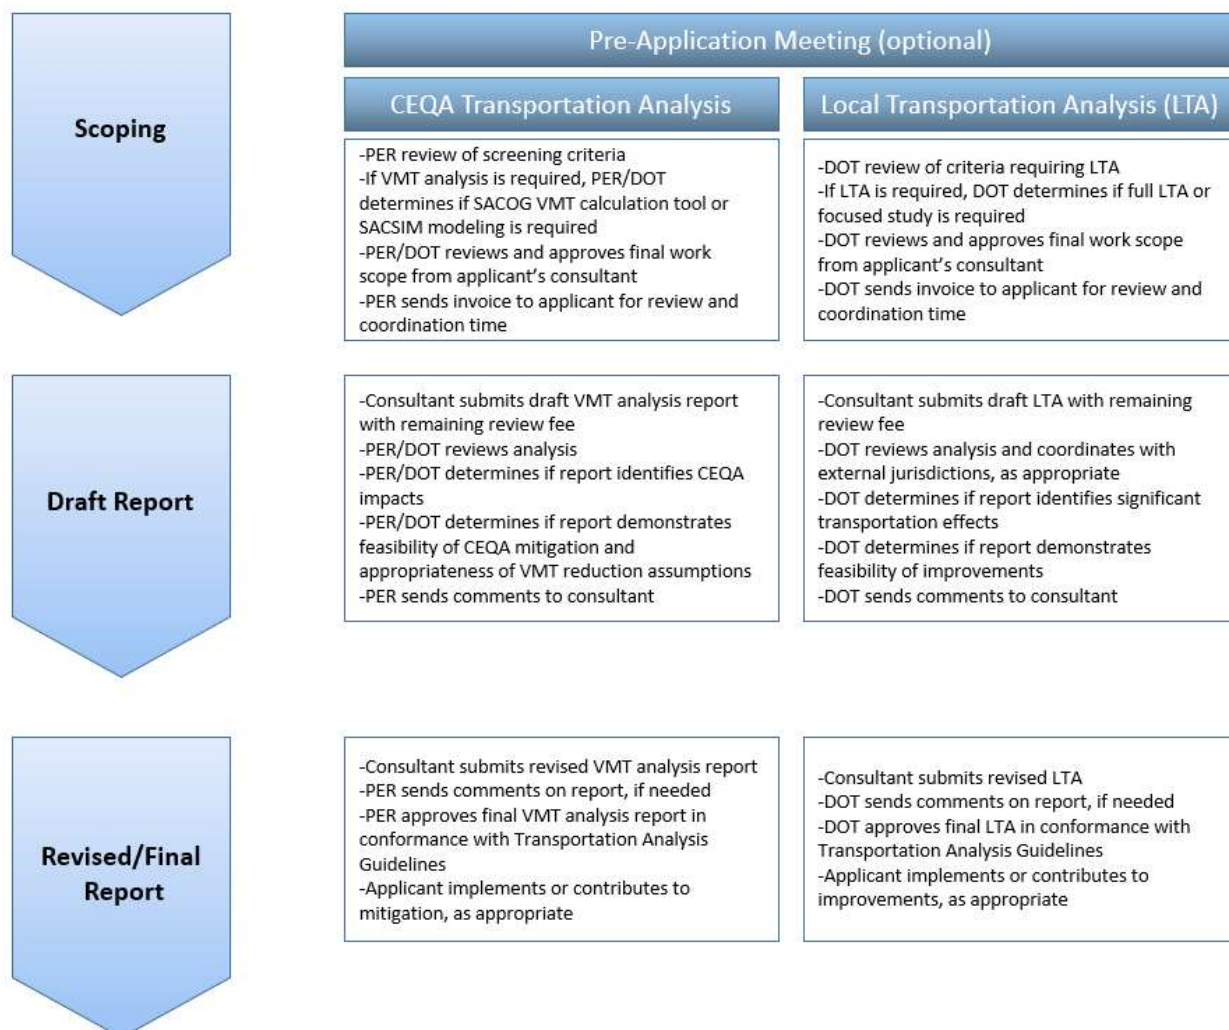 Pre-Application Meeting (optional)
CEQA Transportation Analysis
Local Transportation Analysis (LTA)
Scoping
-PER review of screening criteria
-If VMT analysis is required, PER/DOT
determines if SACOG VMT calculation tool or
SACSIM modeling is required
-PER/DOT reviews and approves final work
scope from applicant’s consultant
-PER sends invoice to applicant for review and
coordination time
-DOT review of criteria requiring LTA
-If LTA is required, DOT determines if full LTA or
focused study is required
-DOT reviews and approves final work scope
from applicant’s consultant
-DOT sends invoice to applicant for review and
coordination time
Draft Report
-Consultant submits draft VMT analysis report
with remaining review fee
-PER/DOT reviews analysis
-PER/DOT determines if report identifies CEQA
impacts
-PER/DOT determines if report demonstrates
feasibility of CEQA mitigation and
appropriateness of VMT reduction assumptions
-PER sends comments to consultant
-Consultant submits draft LTA with remaining
review fee
-DOT reviews analysis and coordinates with
external jurisdictions, as appropriate
-DOT determines if report identifies significant
transportation effects
-DOT determines if report demonstrates
feasibility of improvements
-DOT sends comments to consultant
Revised/Final
Report
-Consultant submits revised VMT analysis report
-PER sends comments on report, if needed
-PER approves final VMT analysis report in
conformance with Transportation Analysis
Guidelines
-Applicant implements or contributes to
mitigation, as appropriate
-Consultant submits revised LTA
-DOT sends comments on report, if needed
-DOT approves final LTA in conformance with
Transportation Analysis Guidelines
-Applicant implements or contributes to
improvements, as appropriate